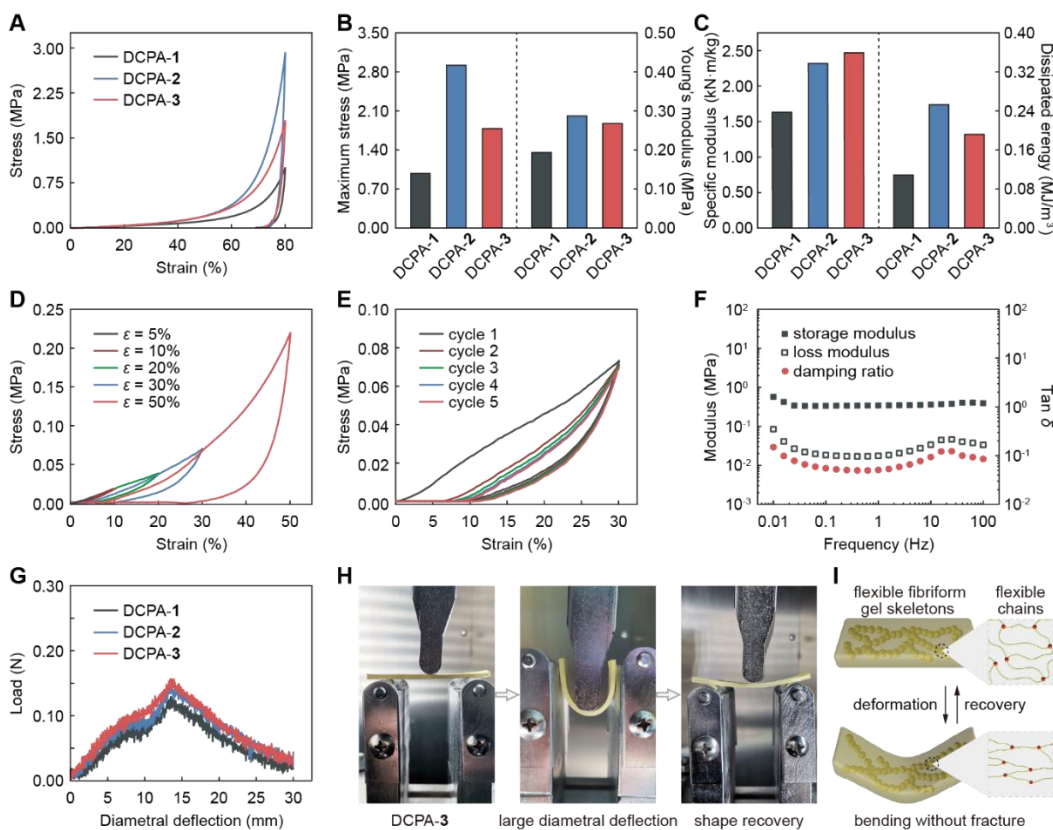 A
3.00
2.25
1.50
0.75
0.00
Stress (MPa)
DCPA-1
DCPA-2
DCPA-3
0 20 40 60 80 100
Strain (%)
B
3.50
2.80
2.10
1.40
0.70
0.00
Maximum stress (MPa)
0.50
0.40
0.30
0.20
0.10
0.00
Young's modulus
(MPa)
DCPA-1 DCPA-2 DCPA-3 DCPA-1 DCPA-2 DCPA-3
C
2.50
2.00
1.50
1.00
0.50
0.00
Specific modulus (kN·m/kg)
0.40
0.32
0.24
0.16
0.08
0.00
Dissipated erergy (MJ/m³)
DCPA-1 DCPA-2 DCPA-3 DCPA-1 DCPA-2 DCPA-3
D
0.25
0.20
0.15
0.10
0.05
0.00
Stress (MPa)
ε = 5%
ε = 10%
ε = 20%
ε = 30%
ε = 50%
0 10 20 30 40 50
Strain (%)
E
0.10
0.08
0.06
0.04
0.02
0.00
Stress (MPa)
cycle 1
cycle 2
cycle 3
cycle 4
cycle 5
0 5 10 15 20 25 30
Strain (%)
F
10²
10¹
10⁰
10⁻¹
10⁻²
10⁻³
Modulus (MPa)
storage modulus
loss modulus
damping ratio
10²
10¹
10⁰
10⁻¹
10⁻²
Tan δ
0.01 0.1 1 10 100
Frequency (Hz)
G
0.30
0.20
0.10
0.00
Load (N)
DCPA-1
DCPA-2
DCPA-3
0 5 10 15 20 25 30
Diametral deflection (mm)
H
DCPA-3
large diametral deflection
shape recovery
I
flexible fibriform
gel skeletons
flexible
chains
deformation
recovery
bending without fracture